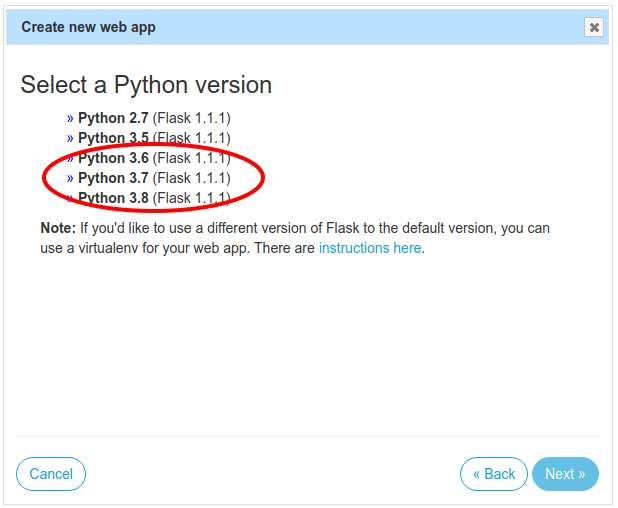 Create new web app
Select a Python version
» Python 2.7 (Flask 1.1.1)
» Python 3.5 (Flask 1.1.1)
» Python 3.6 (Flask 1.1.1)
» Python 3.7 (Flask 1.1.1)
» Python 3.8 (Flask 1.1.1)
Note: If you'd like to use a different version of Flask to the default version, you can
use a virtualenv for your web app. There are instructions here.
Cancel
« Back
Next »